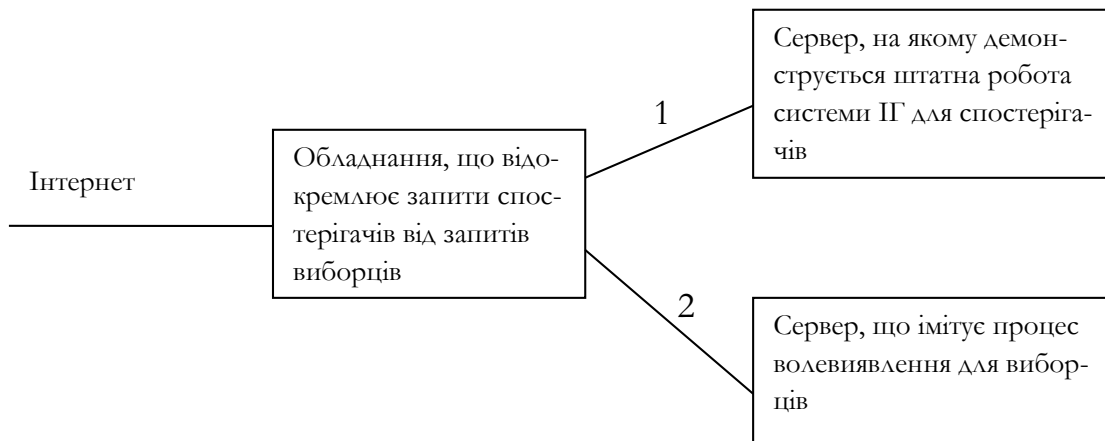 Інтернет
Обладнання, що відо-
кремлює запити спос-
терігачів від запитів
виборців
1
Сервер, на якому демон-
струється штатна робота
системи ІГ для спостеріга-
чів
2
Сервер, що імітує процес
волевиявлення для вибор-
ців